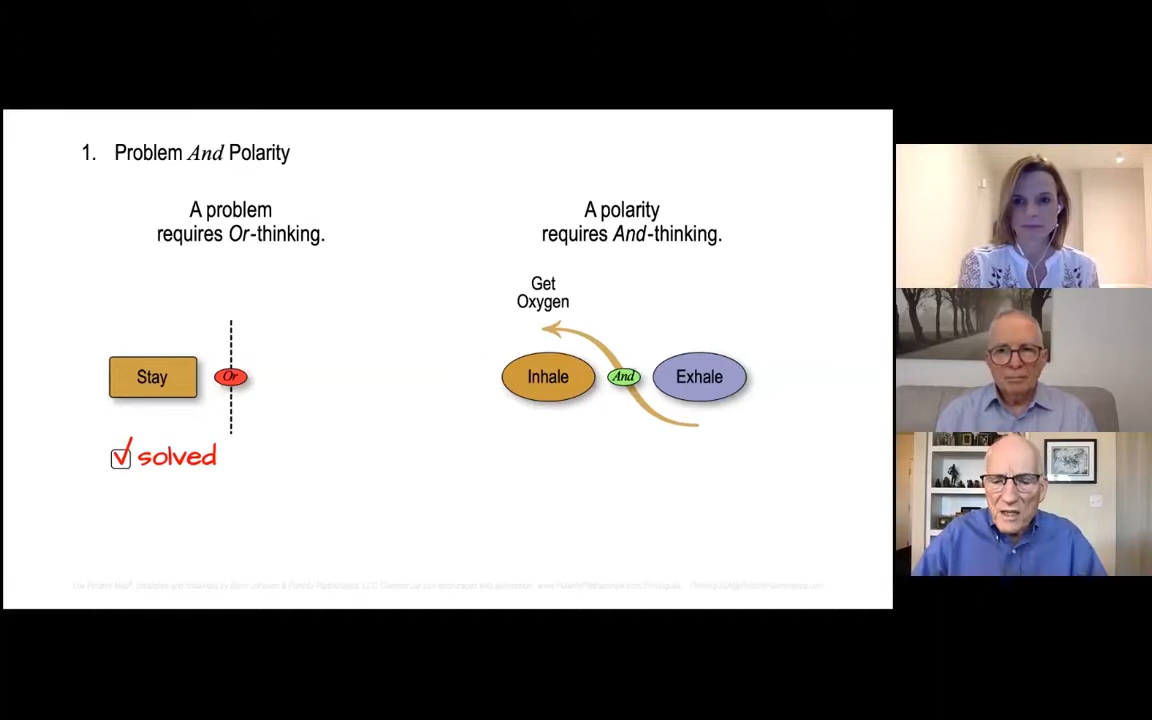 1. Problem And Polarity
A problem
requires Or-thinking.
A polarity
requires And-thinking.
Get
Oxygen
Stay
Or
Inhale
And
Exhale
solved